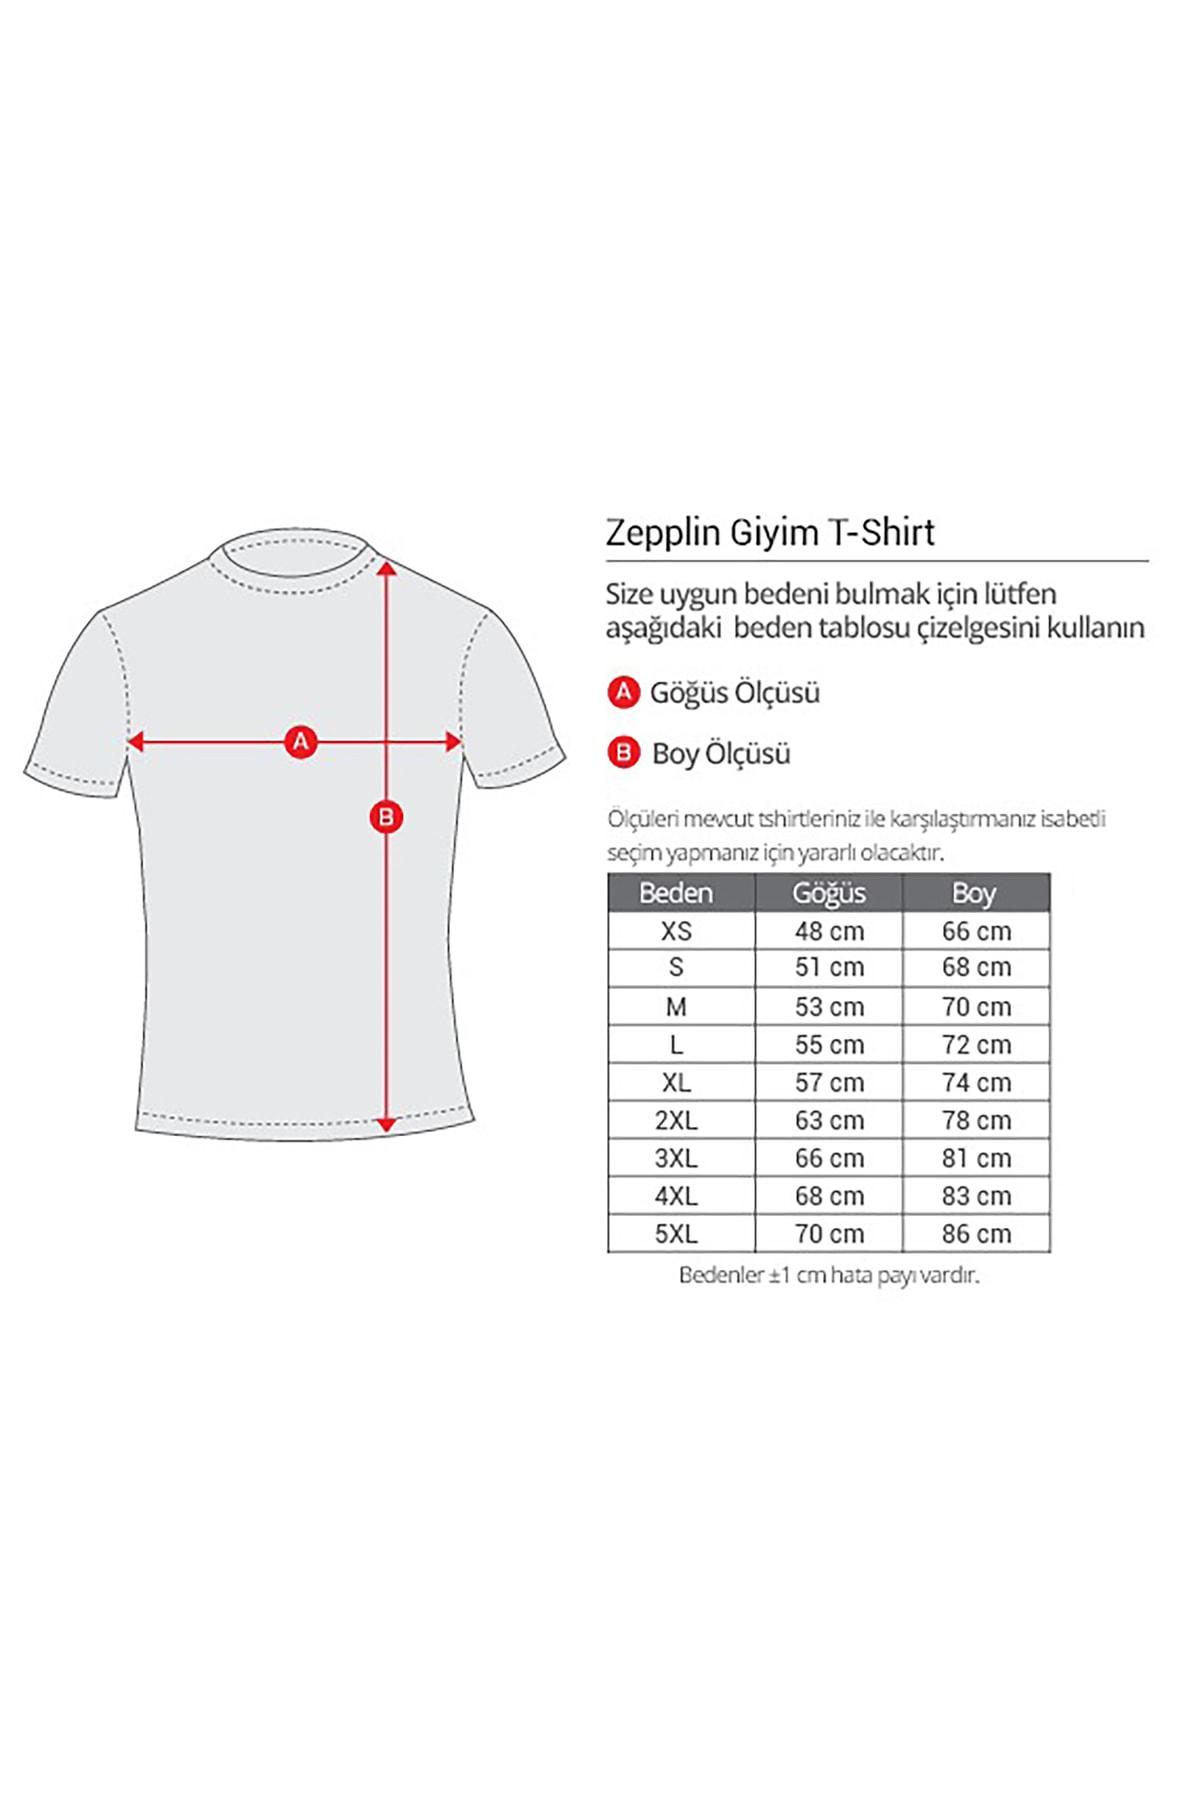 Zepplin Giyim T-Shirt
Size uygun bedeni bulmak için lütfen
aşağıdaki beden tablosu çizelgesini kullanın
A Göğüs Ölçüsü
B Boy Ölçüsü
A
B
Ölçüleri mevcut tshirtleriniz ile karşılaştırmanız isabetli
seçim yapmanız için yararlı olacaktır.
Beden Göğüs Boy
XS 48 cm 66 cm
S 51 cm 68 cm
M 53 cm 70 cm
L 55 cm 72 cm
XL 57 cm 74 cm
2XL 63 cm 78 cm
3XL 66 cm 81 cm
4XL 68 cm 83 cm
5XL 70 cm 86 cm
Bedenler ±1 cm hata payı vardır.